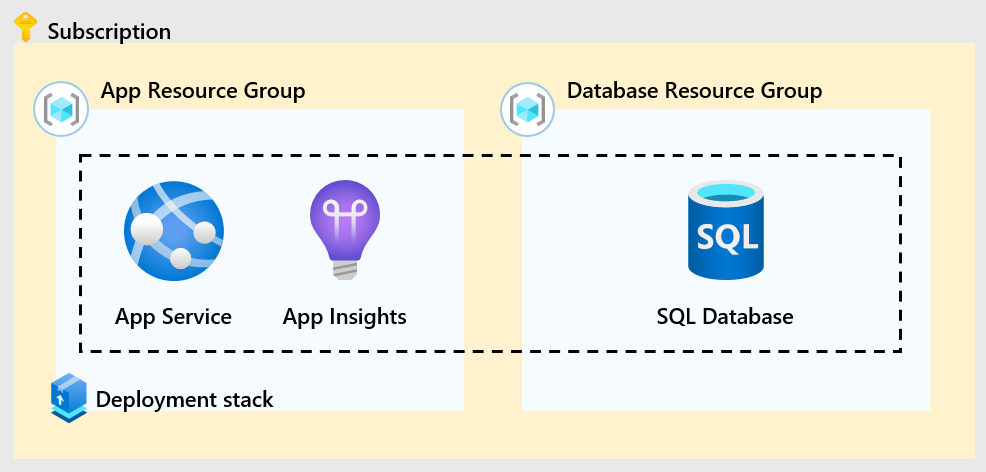 Subscription
App Resource Group
Database Resource Group
SQL
App Service
App Insights
SQL Database
Deployment stack